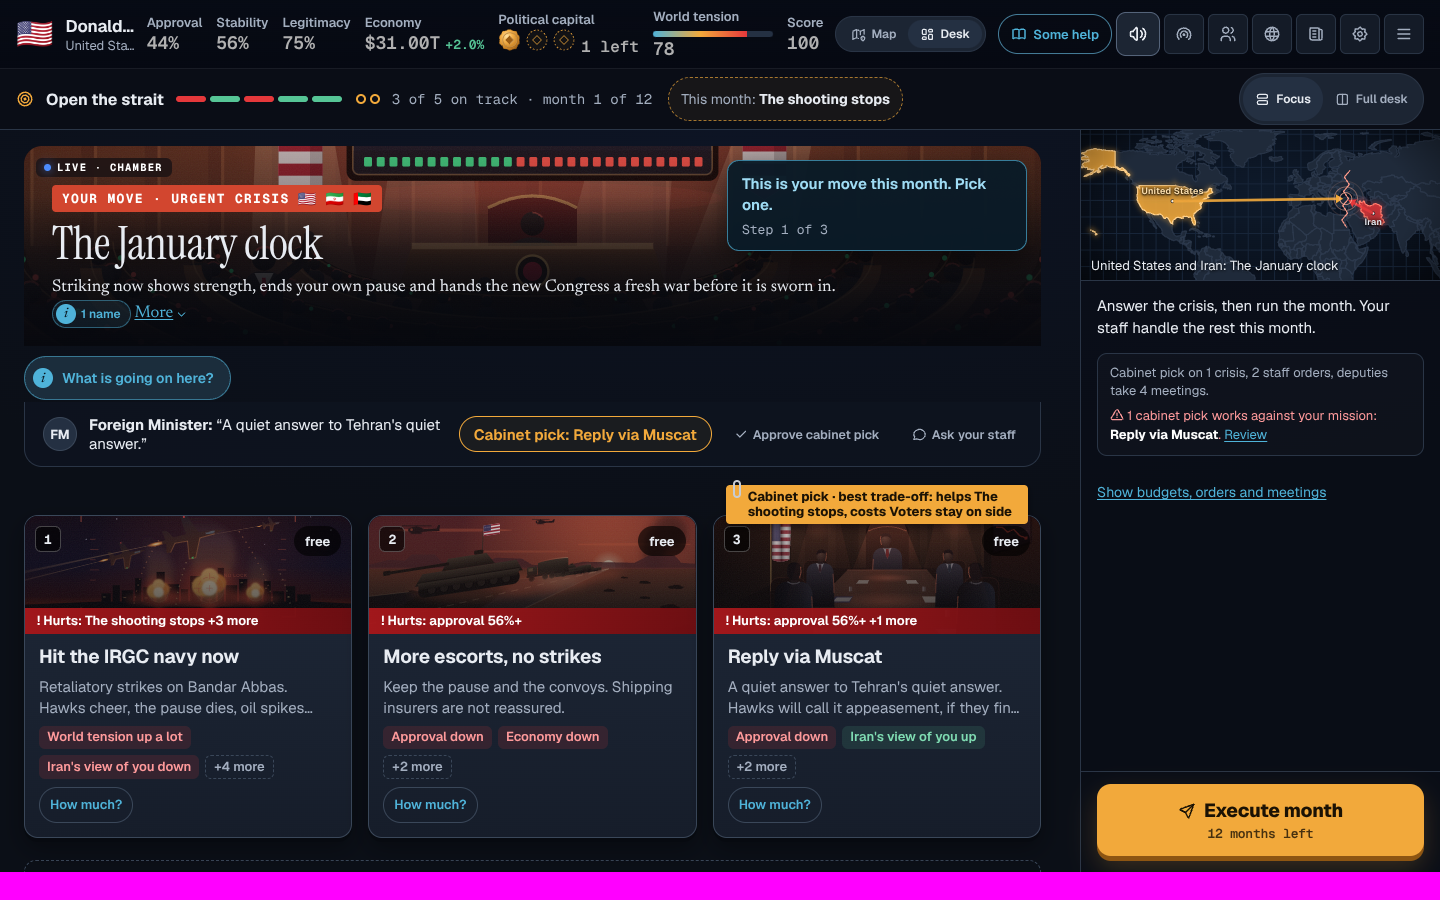 Donald...
United Sta...
Approval
44%
Stability
56%
Legitimacy
75%
Economy
$31.00T +2.0%
Political capital
1 left
World tension
78
Score
100
Map
Desk
Some help
Open the strait
3 of 5 on track · month 1 of 12
This month: The shooting stops
Focus
Full desk
LIVE · CHAMBER
YOUR MOVE · URGENT CRISIS
The January clock
Striking now shows strength, ends your own pause and hands the new Congress a fresh war before it is sworn in.
i 1 name More
This is your move this month. Pick
one.
Step 1 of 3
i What is going on here?
FM
Foreign Minister: “A quiet answer to Tehran's quiet
answer.”
Cabinet pick: Reply via Muscat
Approve cabinet pick
Ask your staff
Cabinet pick · best trade-off: helps The
shooting stops, costs Voters stay on side
1
free
! Hurts: The shooting stops +3 more
Hit the IRGC navy now
Retaliatory strikes on Bandar Abbas.
Hawks cheer, the pause dies, oil spikes...
World tension up a lot
Iran's view of you down
+4 more
How much?
2
free
! Hurts: approval 56%+
More escorts, no strikes
Keep the pause and the convoys. Shipping
insurers are not reassured.
Approval down
Economy down
+2 more
How much?
3
free
! Hurts: approval 56%+ +1 more
Reply via Muscat
A quiet answer to Tehran's quiet answer.
Hawks will call it appeasement, if they fin...
Approval down
Iran's view of you up
+2 more
How much?
United States
Iran
United States and Iran: The January clock
Answer the crisis, then run the month. Your
staff handle the rest this month.
Cabinet pick on 1 crisis, 2 staff orders, deputies
take 4 meetings.
1 cabinet pick works against your mission:
Reply via Muscat. Review
Show budgets, orders and meetings
Execute month
12 months left